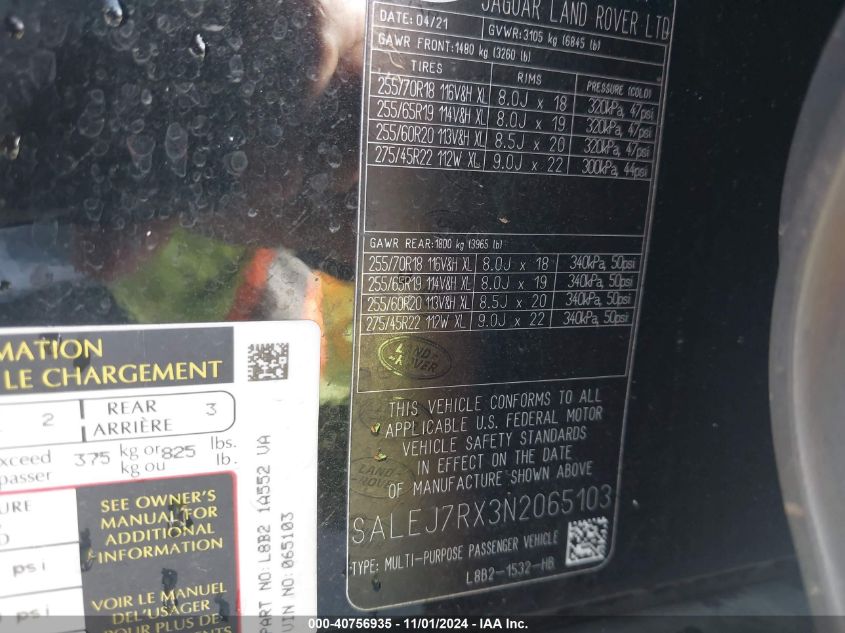 JAGUAR LAND ROVER LTD
DATE: 04/21 GVWR: 3105 kg (6845 lb)
GAWR FRONT: 1480 kg (3260 lb)
TIRES RIMS PRESSURE (COLD)
255/70R18 116V&H XL 8.0J x 18 320kPa, 47psi
255/65R19 114V&H XL 8.0J x 19 320kPa, 47psi
255/60R20 113V&H XL 8.5J x 20 320kPa, 47psi
275/45R22 112W XL 9.0J x 22 300kPa, 44psi
GAWR REAR: 1800 kg (3965 lb)
255/70R18 116V&H XL 8.0J x 18 340kPa, 50psi
255/65R19 114V&H XL 8.0J x 19 340kPa, 50psi
255/60R20 113V&H XL 8.5J x 20 340kPa, 50psi
275/45R22 112W XL 9.0J x 22 340kPa, 50psi
LAND-
ROVER
THIS VEHICLE CONFORMS TO ALL
APPLICABLE U.S. FEDERAL MOTOR
VEHICLE SAFETY STANDARDS
IN EFFECT ON THE DATE
OF MANUFACTURE SHOWN ABOVE
LAND-
ROVER
SALEJ7RX3N2065103
TYPE: MULTI-PURPOSE PASSENGER VEHICLE
L8B2-1532-HB
RMATION
LE CHARGEMENT
2 REAR 3
ARRIÈRE
xceed 375 kg or 825 lbs.
passer kg ou lb.
SEE OWNER'S
MANUAL FOR
ADDITIONAL
INFORMATION
psi
psi
VOIR LE MANUEL
DEL'USAGER
POUR PLUS DE
PART NO: L8B2 1A552 VA
VIN NO: 065103
000-40756935 - 11/01/2024 - IAA Inc.